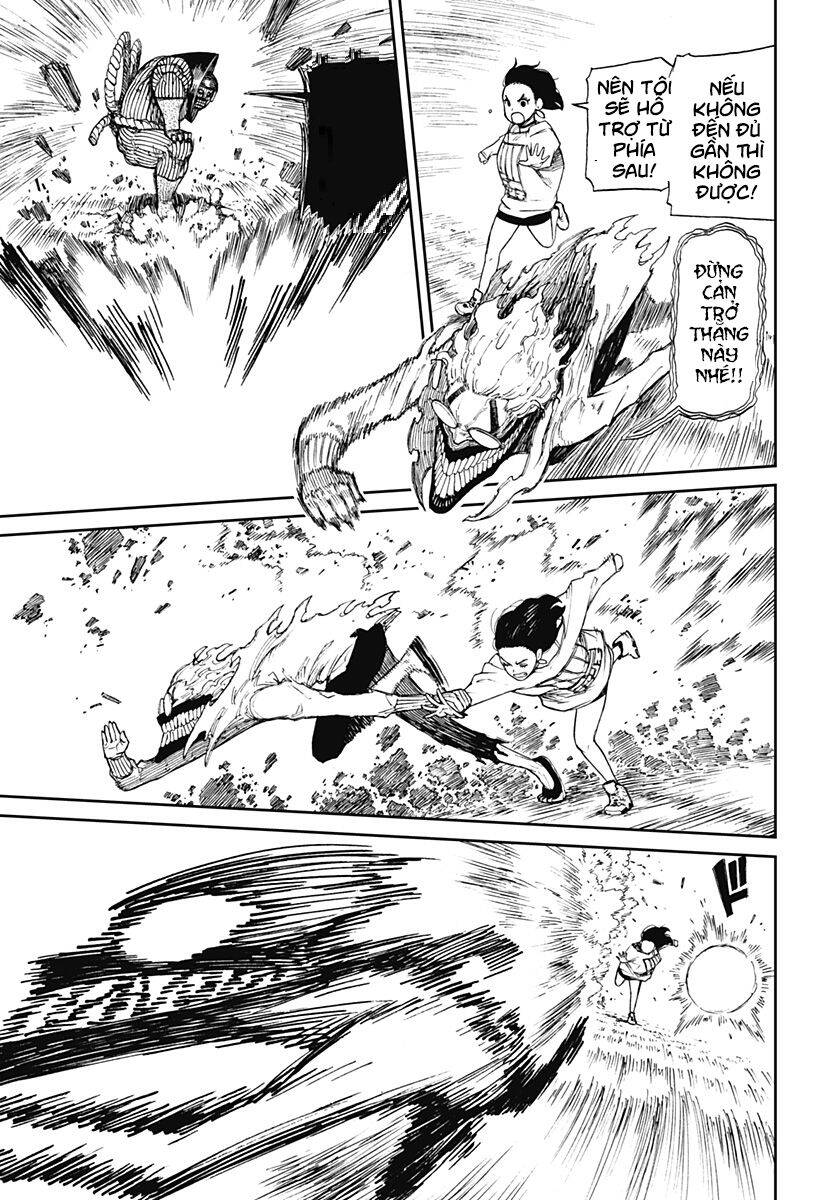 NẾU
KHÔNG
ĐẾN ĐỦ
GẦN THÌ
KHÔNG
ĐƯỢC!
NÊN TÔI
SẼ HỖ
TRỢ TỪ
PHÍA
SAU!
ĐỪNG
CẢN
TRỞ
THẰNG
NÀY
NHÉ!!